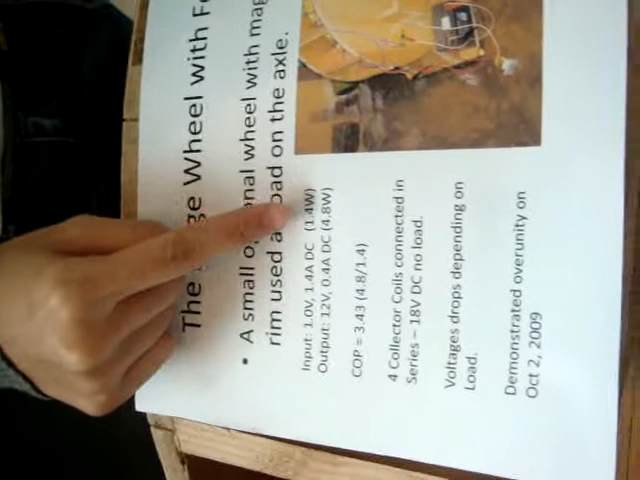 The ge Wheel with
• A small onal wheel with
rim used a oad on the axle.
Input: 1.0V, 1.4A DC (1.4W)
Output: 12V, 0.4A DC (4.8W)
COP = 3.43 (4.8/1.4)
4 Collector Coils connected in
Series – 18V DC no load.
Voltages drops depending on
Load.
Demonstrated overunity on
Oct 2, 2009